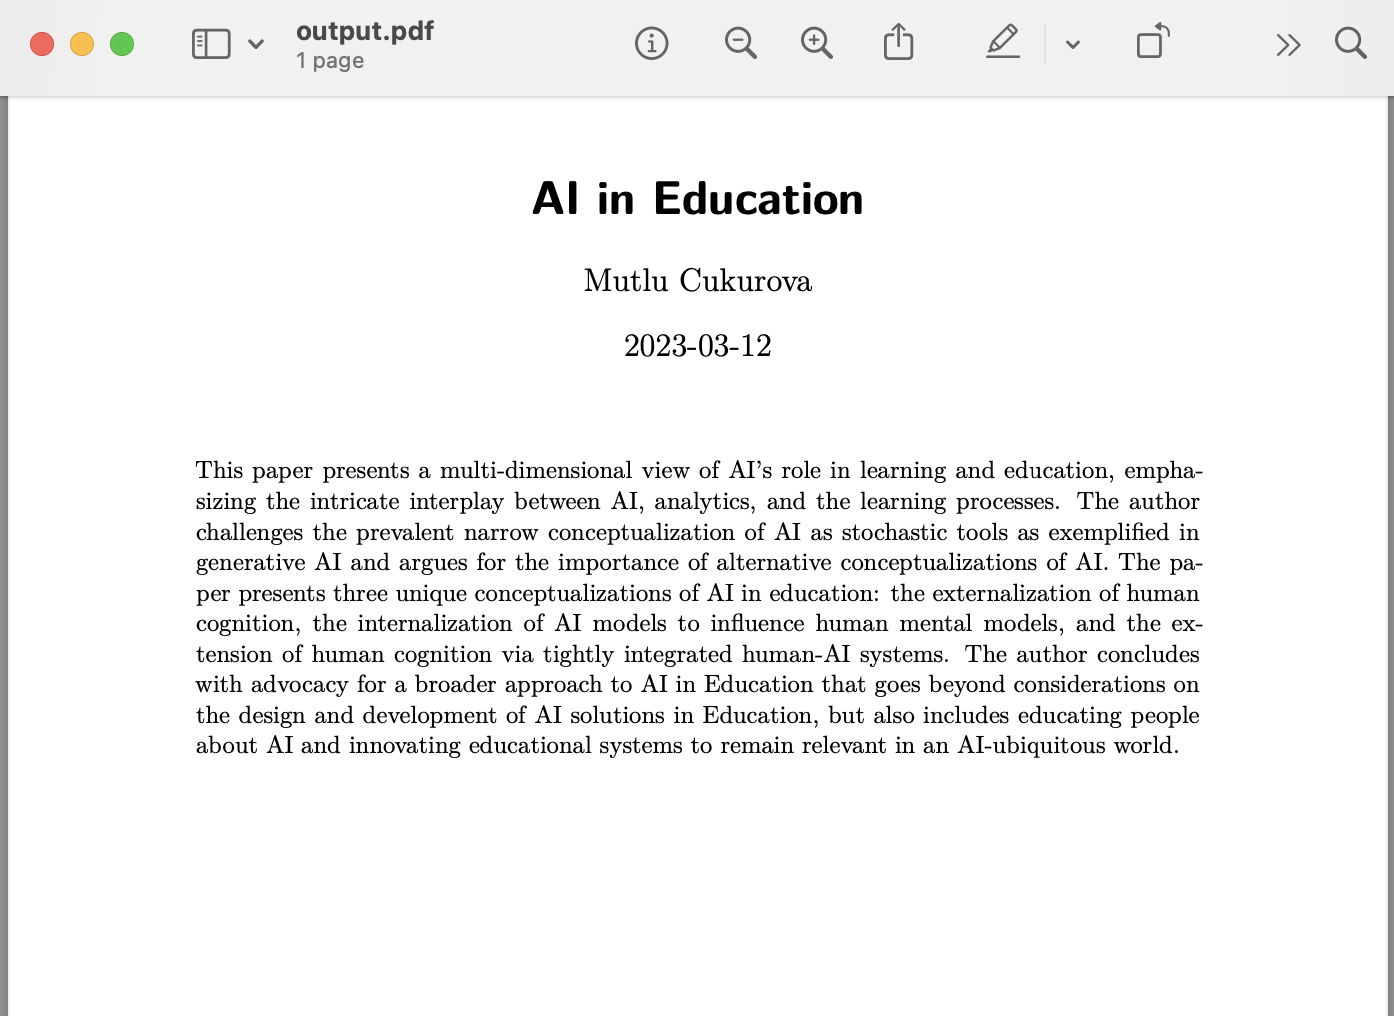 output.pdf
1 page
AI in Education
Mutlu Cukurova
2023-03-12
This paper presents a multi-dimensional view of AI's role in learning and education, empha-
sizing the intricate interplay between AI, analytics, and the learning processes. The author
challenges the prevalent narrow conceptualization of AI as stochastic tools as exemplified in
generative AI and argues for the importance of alternative conceptualizations of AI. The pa-
per presents three unique conceptualizations of AI in education: the externalization of human
cognition, the internalization of AI models to influence human mental models, and the ex-
tension of human cognition via tightly integrated human-AI systems. The author concludes
with advocacy for a broader approach to AI in Education that goes beyond considerations on
the design and development of AI solutions in Education, but also includes educating people
about AI and innovating educational systems to remain relevant in an AI-ubiquitous world.